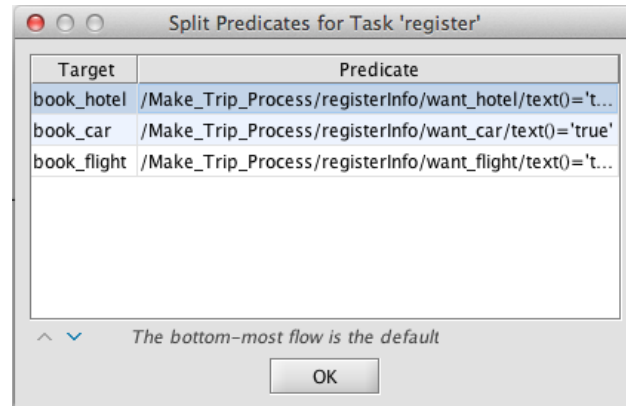 Split Predicates for Task 'register'
Target Predicate
book_hotel /Make_Trip_Process/registerInfo/want_hotel/text()='t...
book_car /Make_Trip_Process/registerInfo/want_car/text()='true'
book_flight /Make_Trip_Process/registerInfo/want_flight/text()='t...
The bottom-most flow is the default
OK